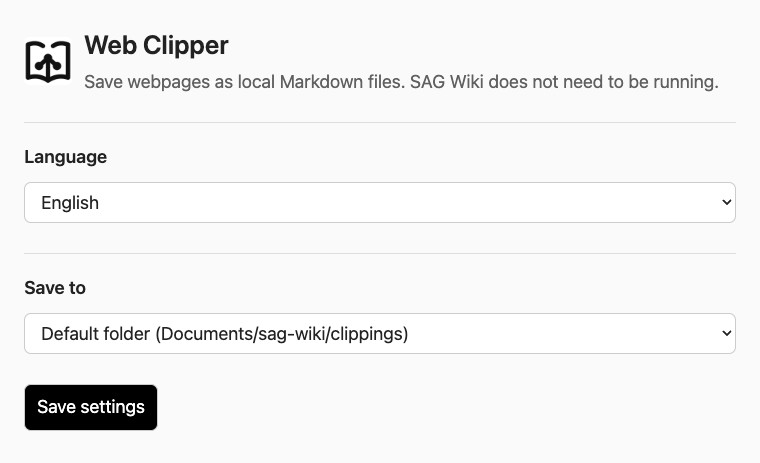 Web Clipper
Save webpages as local Markdown files. SAG Wiki does not need to be running.
Language
English
Save to
Default folder (Documents/sag-wiki/clippings)
Save settings